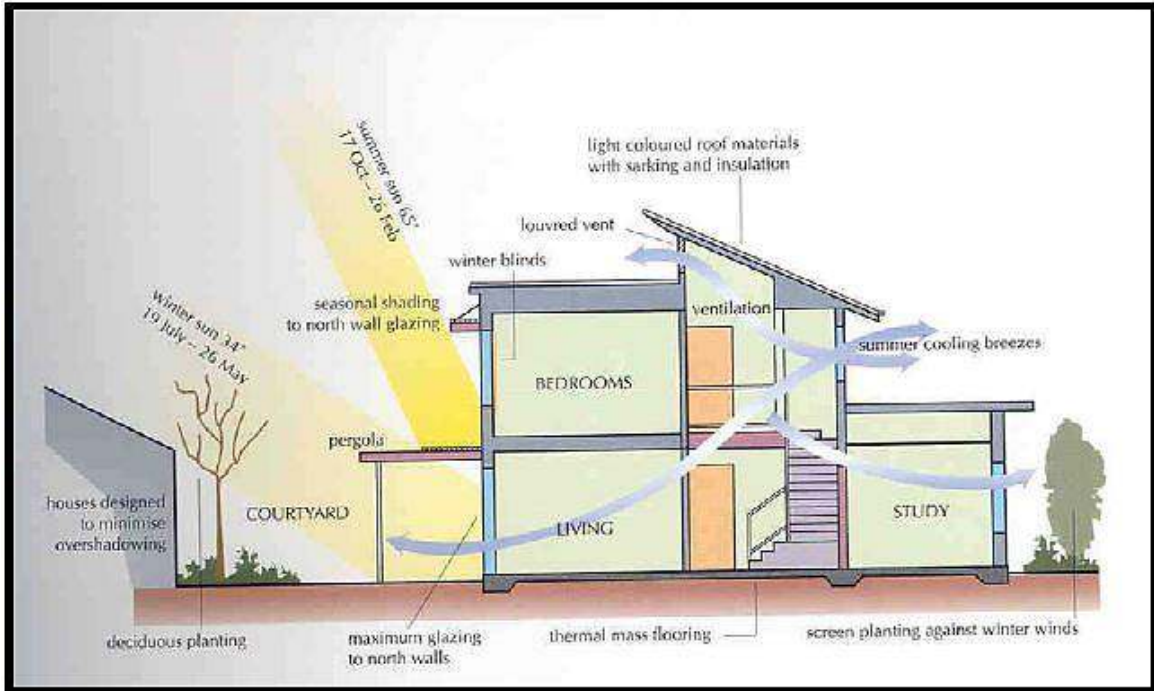 summer sun 65°
17 Oct – 26 Feb
winter sun 34°
19 July – 26 May
light coloured roof materials
with sarking and insulation
louvred vent
winter blinds
seasonal shading
to north wall glazing
ventilation
summer cooling breezes
BEDROOMS
pergola
houses designed
to minimise
overshadowing
COURTYARD
LIVING
STUDY
deciduous planting
maximum glazing
to north walls
thermal mass flooring
screen planting against winter winds